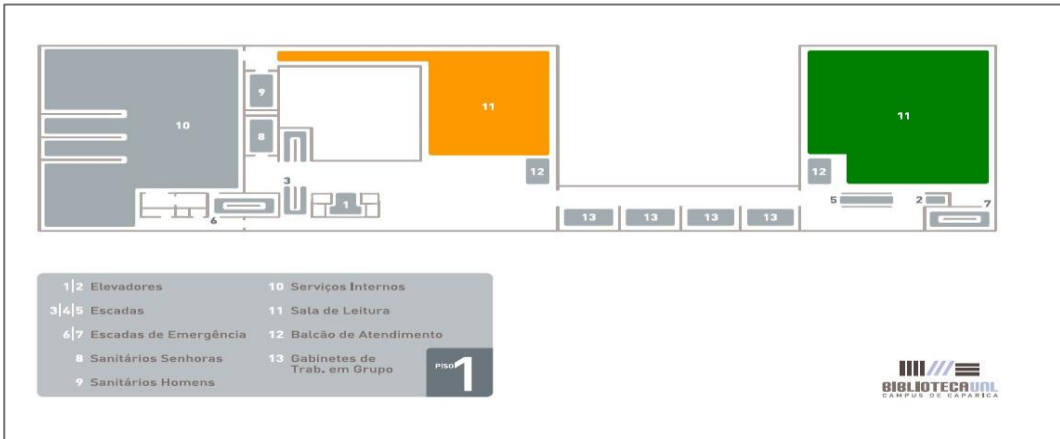 9
11
11
10
8
12
12
3
1
13 13 13 13
5
2
7
6
1|2 Elevadores
3|4|5 Escadas
6|7 Escadas de Emergência
8 Sanitários Senhoras
9 Sanitários Homens
10 Serviços Internos
11 Sala de Leitura
12 Balcão de Atendimento
13 Gabinetes de
Trab. em Grupo
PISO 1
BIBLIOTECAUNL
CAMPUS DE CAPARICA